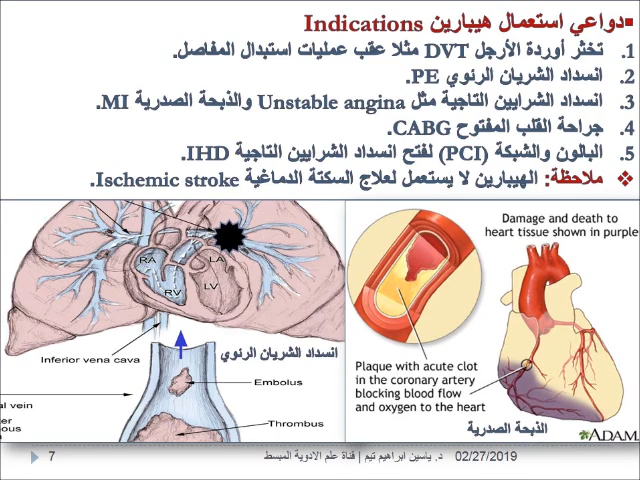 ▪دواعي استعمال هيبارين Indications
1. تخثر أوردة الأرجل DVT مثلا عقب عمليات استبدال المفاصل.
2. انسداد الشريان الرئوي PE.
3. انسداد الشرايين التاجية مثل Unstable angina والذبحة الصدرية MI.
4. جراحة القلب المفتوح CABG.
5. البالون والشبكة (PCI) لفتح انسداد الشرايين التاجية IHD.
❖ ملاحظة: الهيبارين لا يستعمل لعلاج السكتة الدماغية Ischemic stroke.
RA
LA
LV
RV
Inferior vena cava
انسداد الشريان الرئوي
Embolus
al vein
Thrombus
ter
eous
Damage and death to
heart tissue shown in purple
Plaque with acute clot
in the coronary artery
blocking blood flow
and oxygen to the heart
الذبحة الصدرية
ADAM.
02/27/2019
د. ياسين ابراهيم تيم | قناة علم الادوية المبسط
7